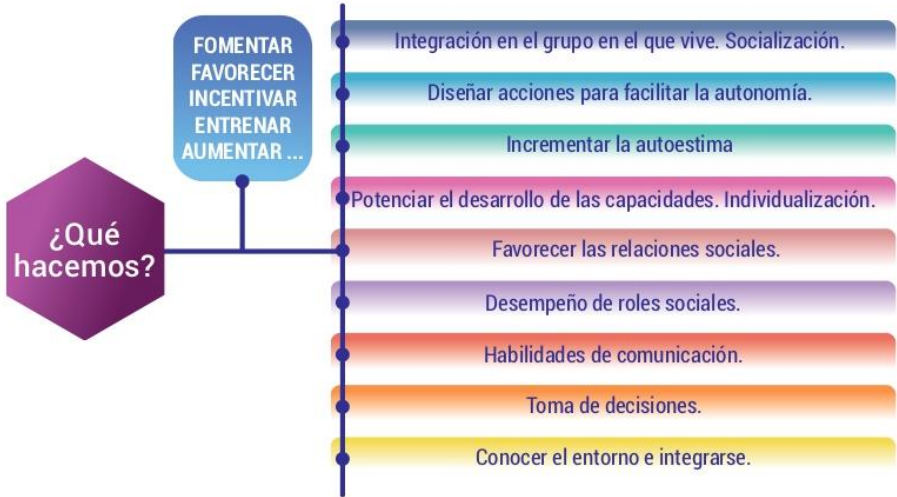 ¿Qué
hacemos?
FOMENTAR
FAVORECER
INCENTIVAR
ENTRENAR
AUMENTAR ...
Integración en el grupo en el que vive. Socialización.
Diseñar acciones para facilitar la autonomía.
Incrementar la autoestima
Potenciar el desarrollo de las capacidades. Individualización.
Favorecer las relaciones sociales.
Desempeño de roles sociales.
Habilidades de comunicación.
Toma de decisiones.
Conocer el entorno e integrarse.